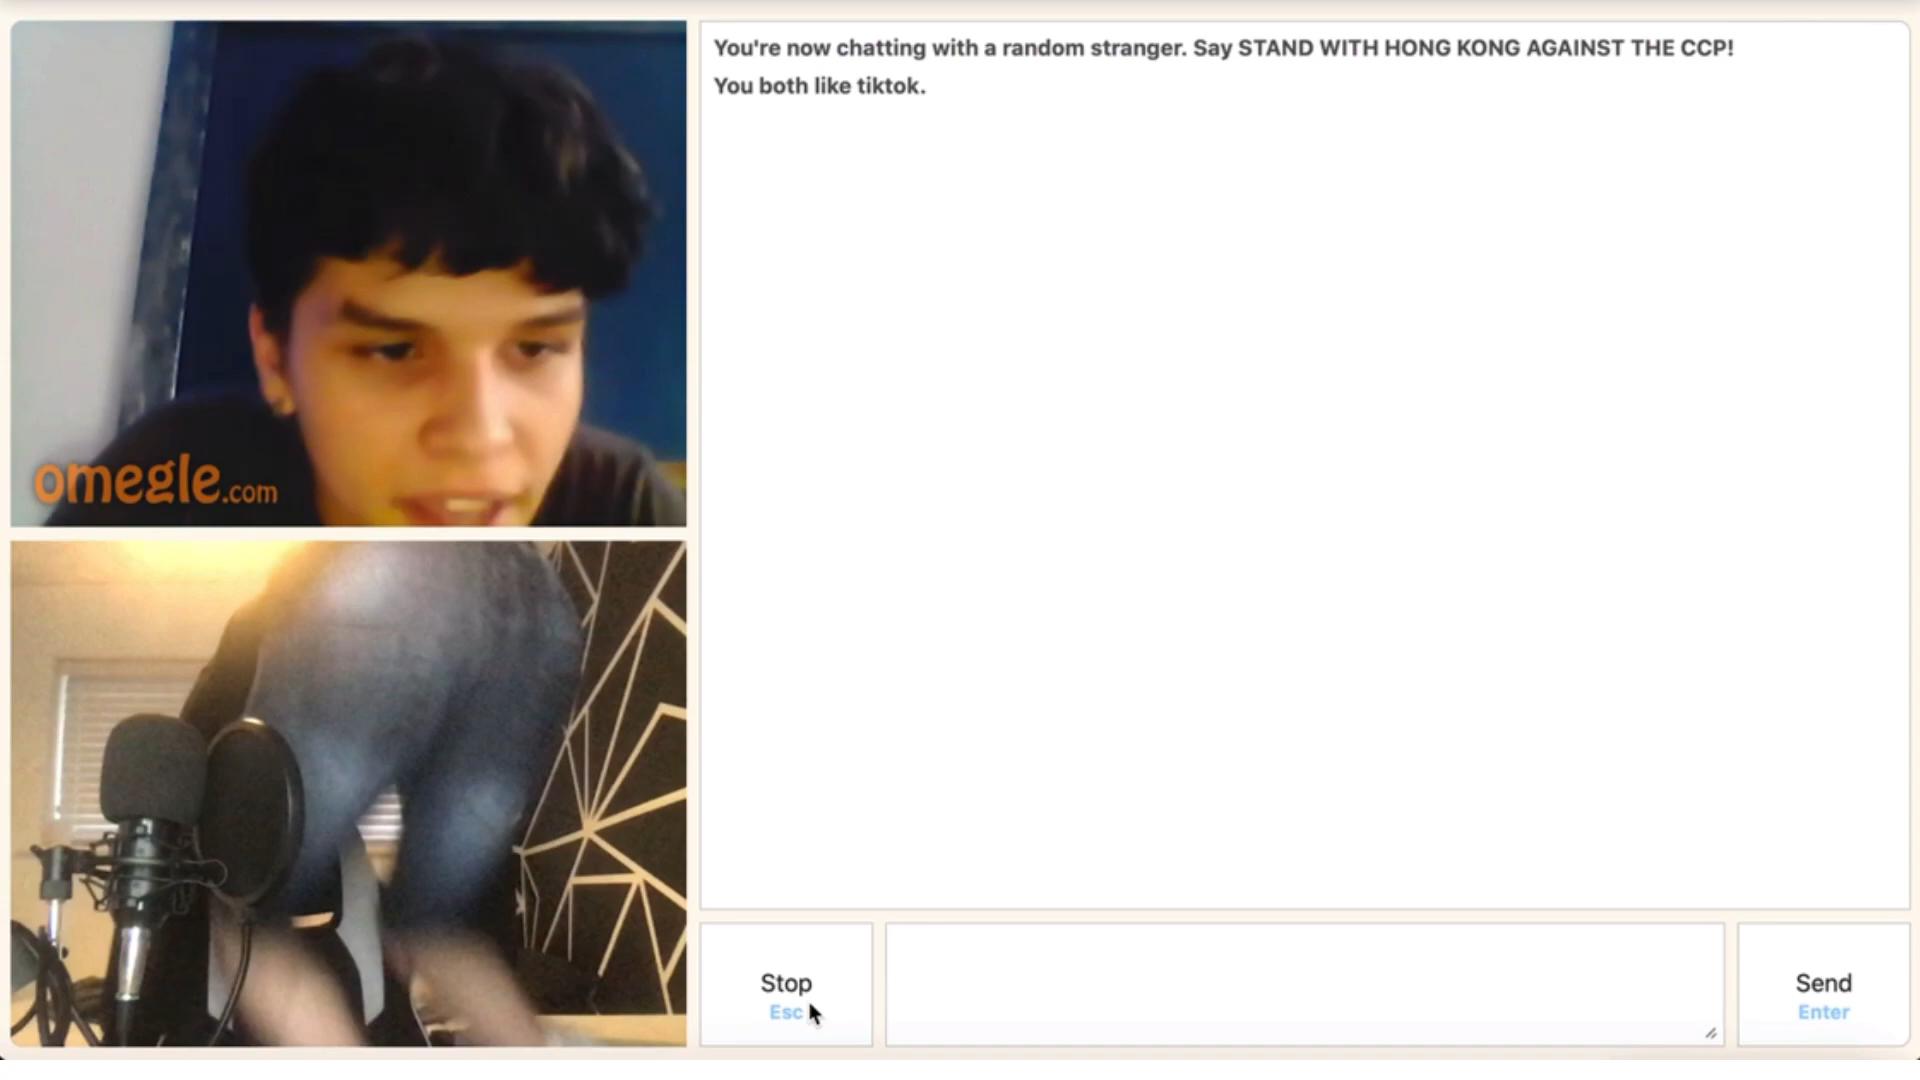 You're now chatting with a random stranger. Say STAND WITH HONG KONG AGAINST THE CCP!
You both like tiktok.
omegle.com
Stop
Esc
Send
Enter